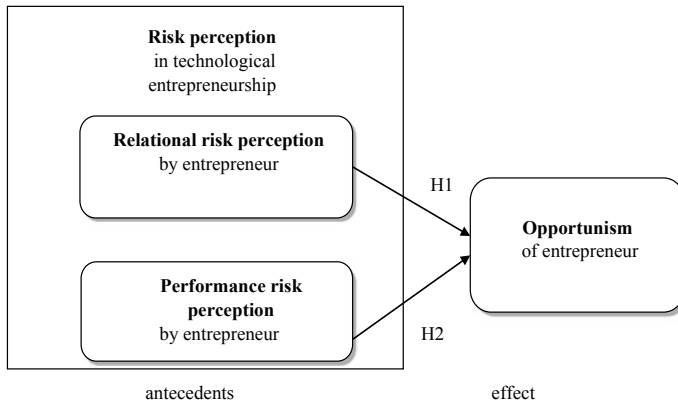 Risk perception
in technological
entrepreneurship
Relational risk perception
by entrepreneur
H1
Opportunism
of entrepreneur
Performance risk
perception
by entrepreneur
H2
antecedents
effect